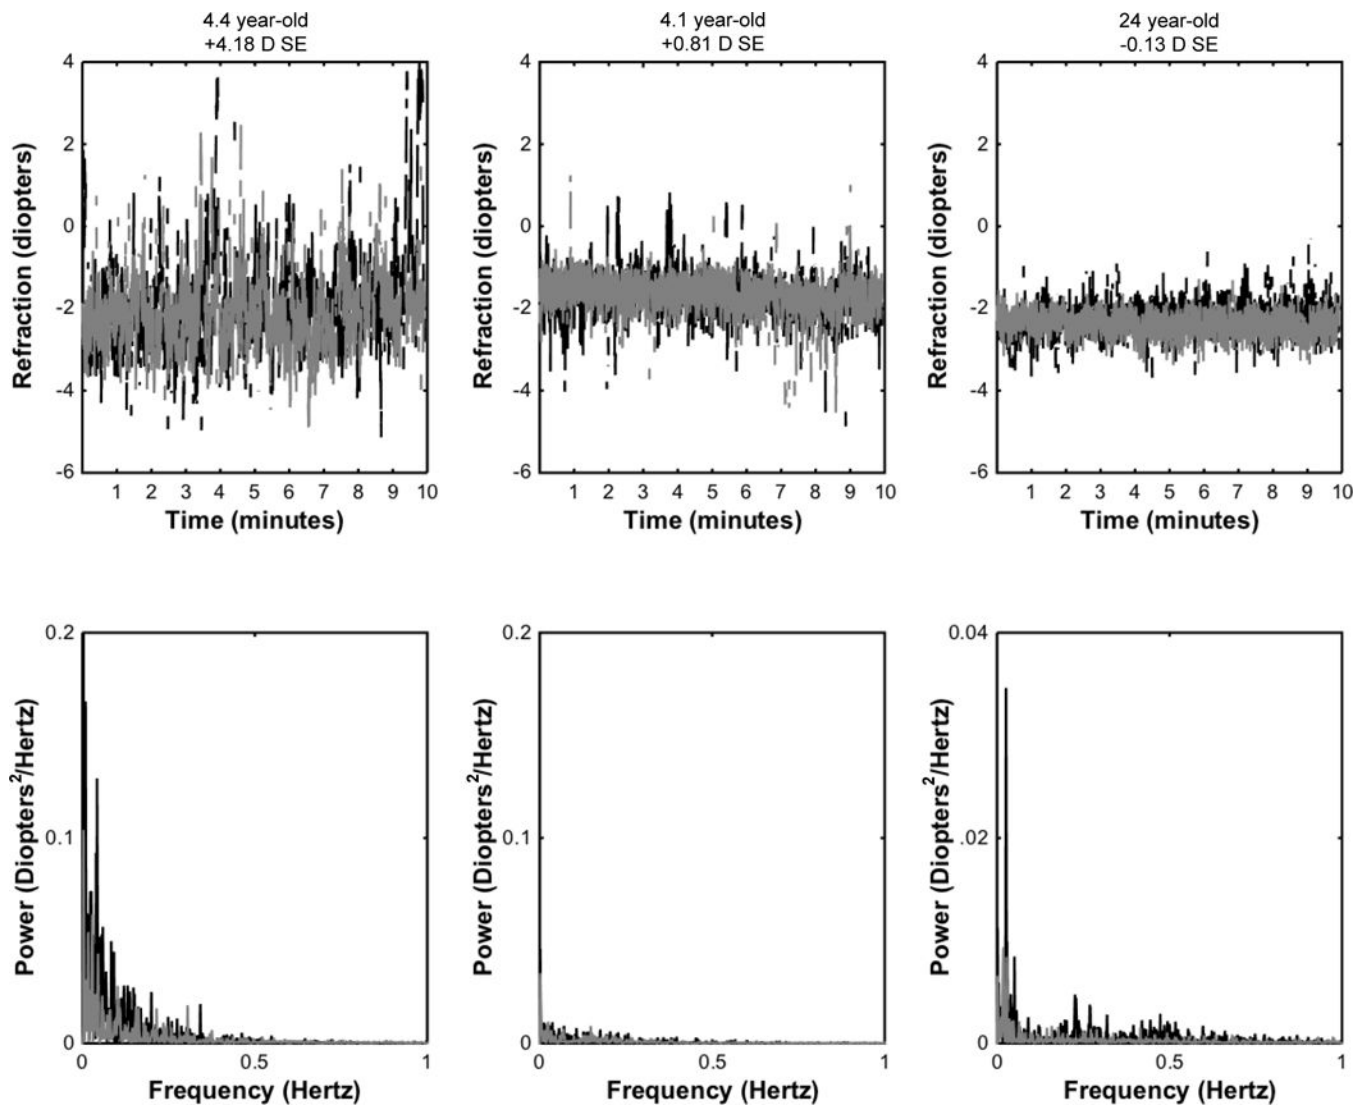 4.4 year-old
+4.18 D SE
4.1 year-old
+0.81 D SE
24 year-old
-0.13 D SE
Refraction (diopters)
4
2
0
-2
-4
-6
1 2 3 4 5 6 7 8 9 10
Time (minutes)
Refraction (diopters)
4
2
0
-2
-4
-6
1 2 3 4 5 6 7 8 9 10
Time (minutes)
Refraction (diopters)
4
2
0
-2
-4
-6
1 2 3 4 5 6 7 8 9 10
Time (minutes)
Power (Diopters²/Hertz)
0.2
0.1
0
0 0.5 1
Frequency (Hertz)
Power (Diopters²/Hertz)
0.2
0.1
0
0 0.5 1
Frequency (Hertz)
Power (Diopters²/Hertz)
0.04
.02
0
0 0.5 1
Frequency (Hertz)